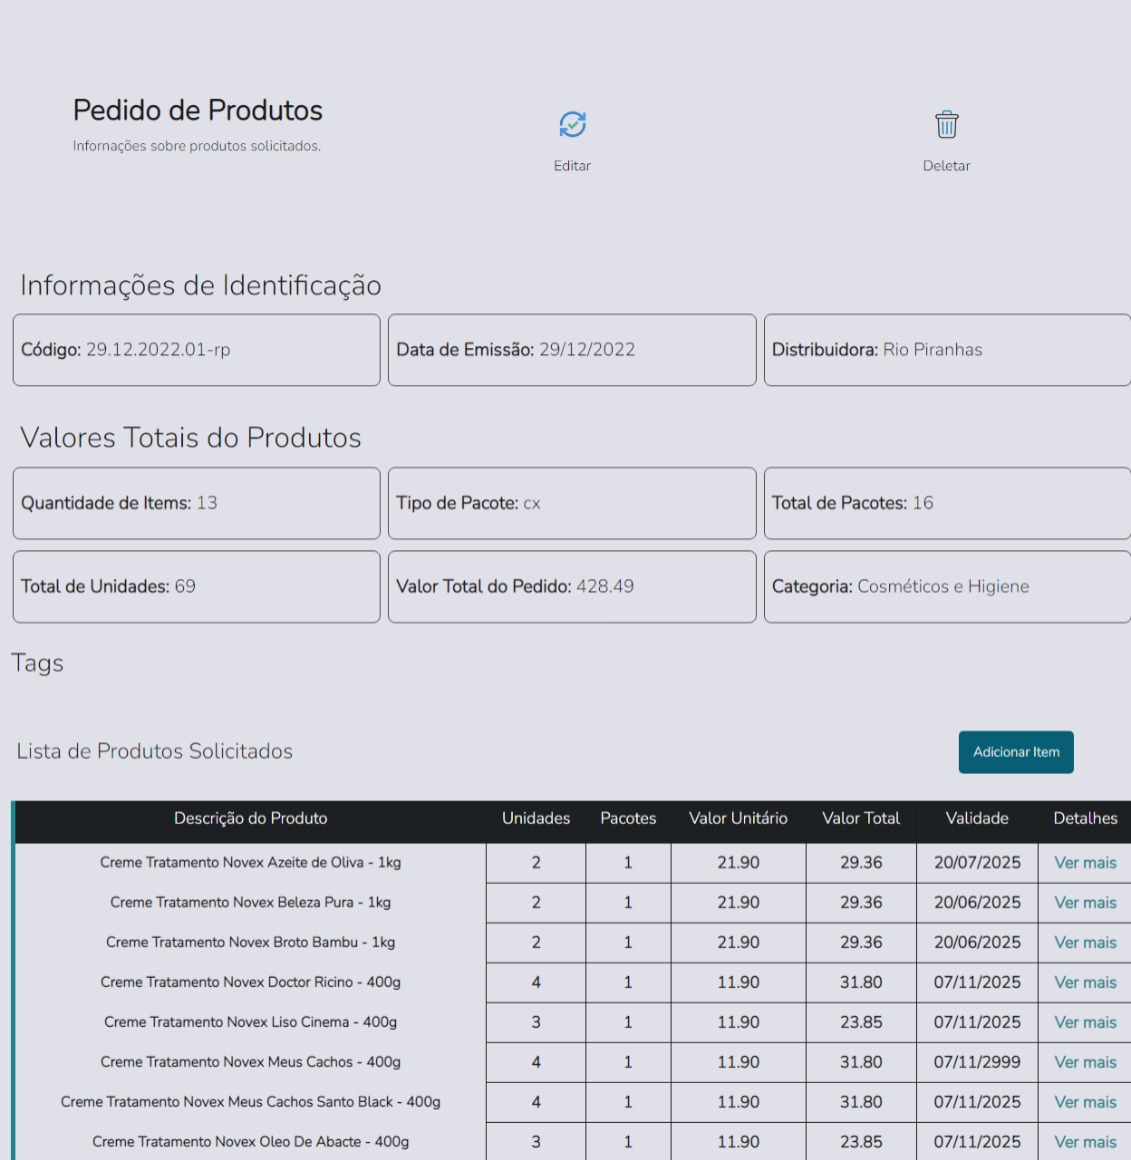 Pedido de Produtos
Infornações sobre produtos solicitados.
Editar
Deletar
Informações de Identificação
Código: 29.12.2022.01-rp
Data de Emissão: 29/12/2022
Distribuidora: Rio Piranhas
Valores Totais do Produtos
Quantidade de Items: 13
Tipo de Pacote: cx
Total de Pacotes: 16
Total de Unidades: 69
Valor Total do Pedido: 428.49
Categoria: Cosméticos e Higiene
Tags
Lista de Produtos Solicitados
Adicionar Item
Descrição do Produto Unidades Pacotes Valor Unitário Valor Total Validade Detalhes
Creme Tratamento Novex Azeite de Oliva - 1kg 2 1 21.90 29.36 20/07/2025 Ver mais
Creme Tratamento Novex Beleza Pura - 1kg 2 1 21.90 29.36 20/06/2025 Ver mais
Creme Tratamento Novex Broto Bambu - 1kg 2 1 21.90 29.36 20/06/2025 Ver mais
Creme Tratamento Novex Doctor Ricino - 400g 4 1 11.90 31.80 07/11/2025 Ver mais
Creme Tratamento Novex Liso Cinema - 400g 3 1 11.90 23.85 07/11/2025 Ver mais
Creme Tratamento Novex Meus Cachos - 400g 4 1 11.90 31.80 07/11/2999 Ver mais
Creme Tratamento Novex Meus Cachos Santo Black - 400g 4 1 11.90 31.80 07/11/2025 Ver mais
Creme Tratamento Novex Oleo De Abacte - 400g 3 1 11.90 23.85 07/11/2025 Ver mais